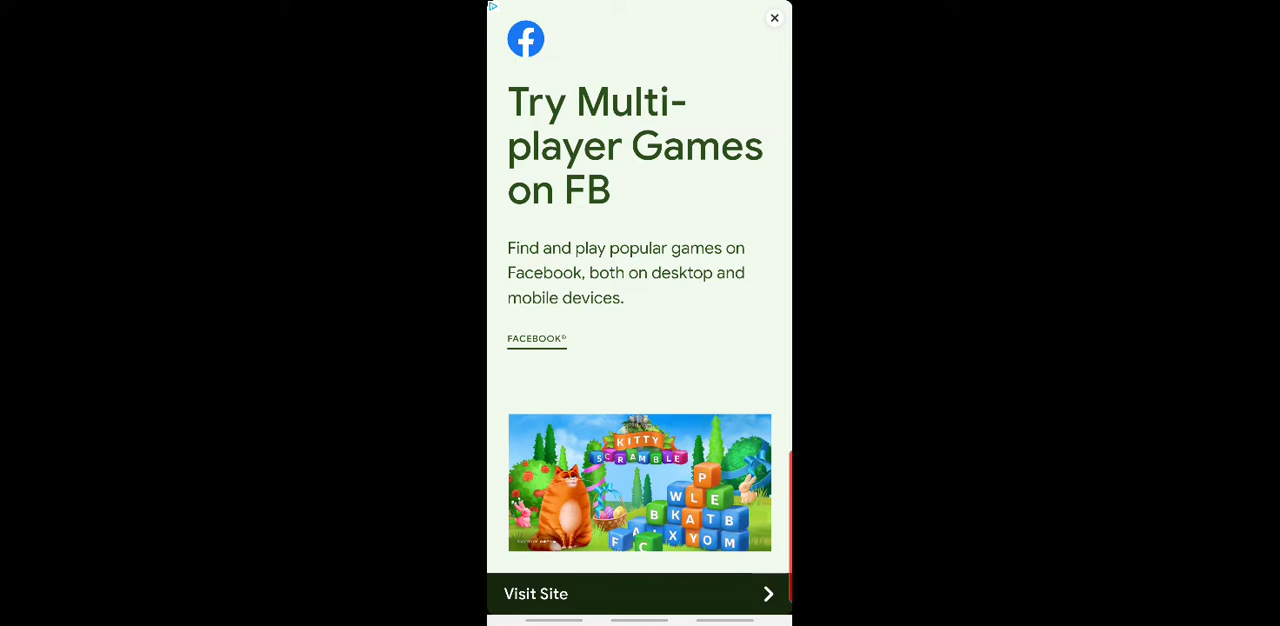 Try Multi-
player Games
on FB
Find and play popular games on
Facebook, both on desktop and
mobile devices.
FACEBOOK®
KITTY
SCRAMBLE
P
W L E
B K A T B
F A C X Y O M
Visit Site